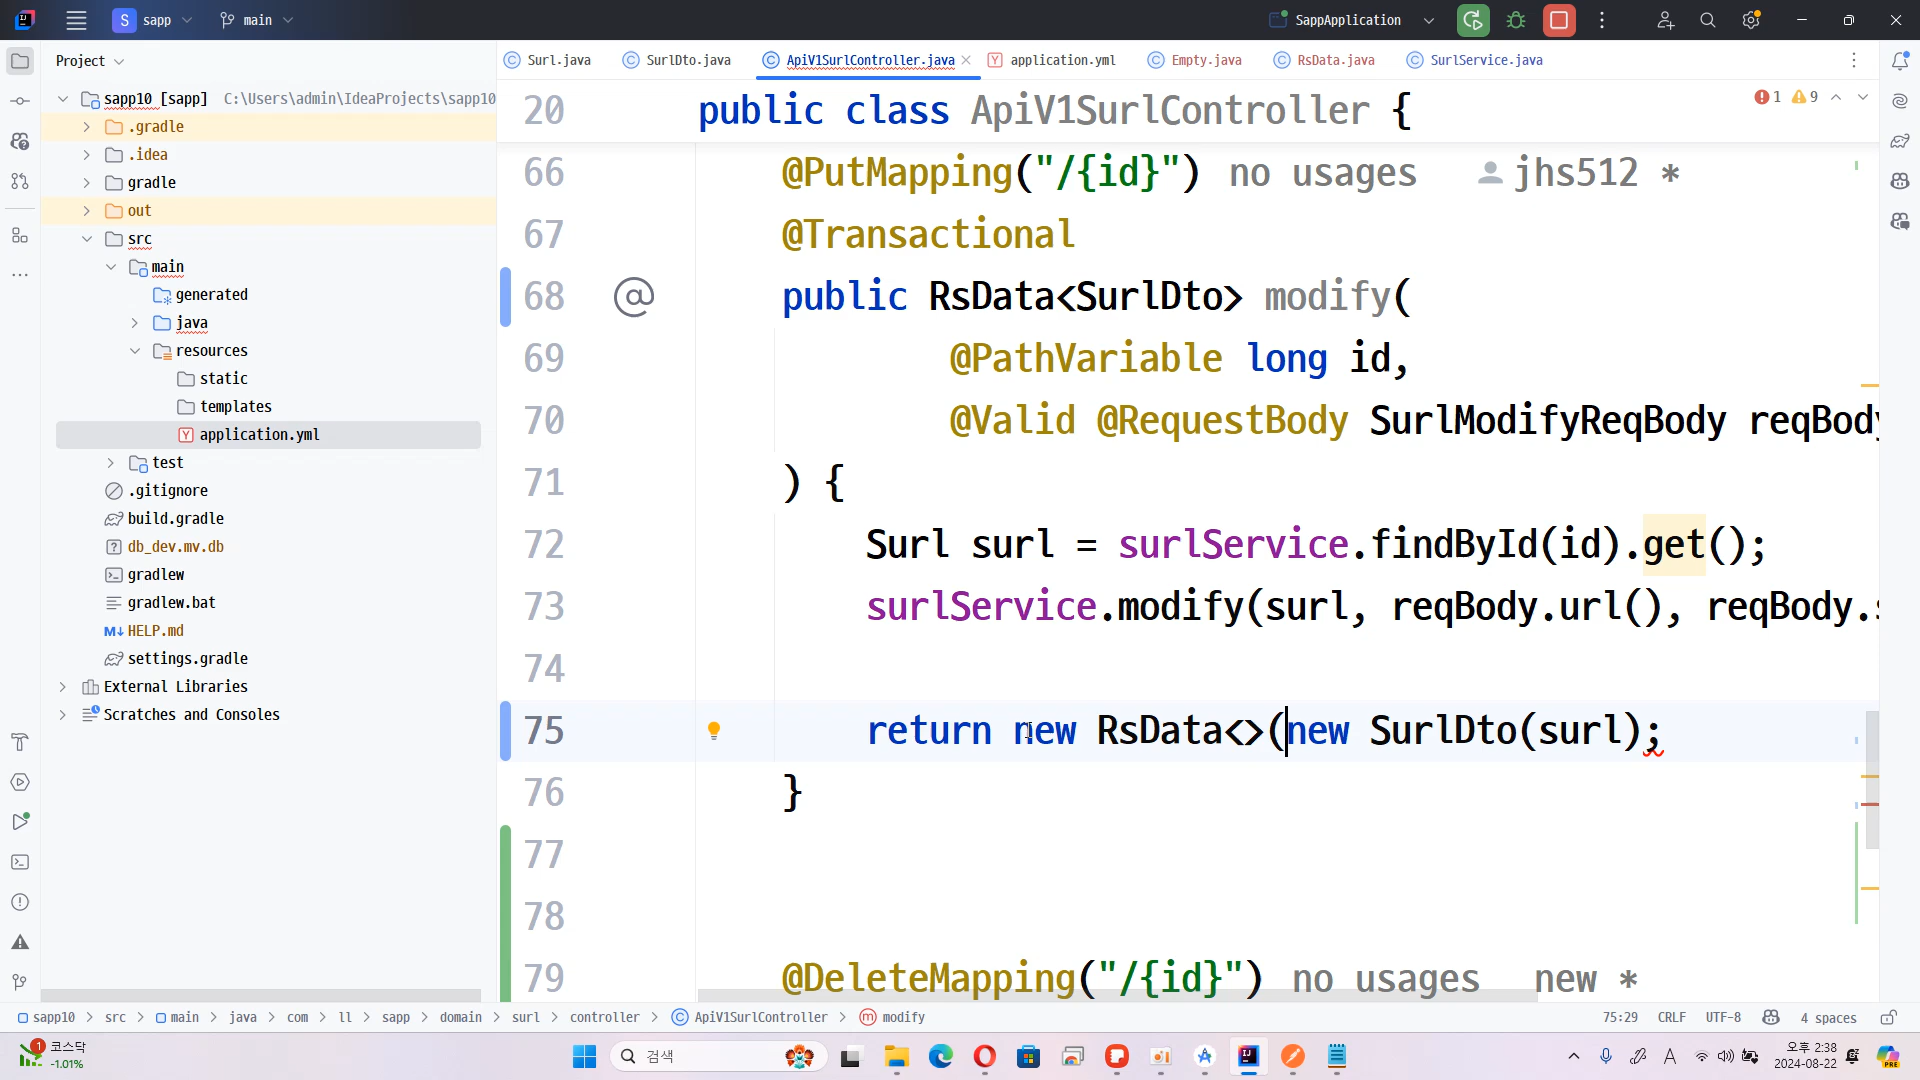 S sapp main SappApplication
Project
Surl.java SurlDto.java ApiV1SurlController.java application.yml Empty.java RsData.java SurlService.java
sapp10 [sapp] C:\Users\admin\IdeaProjects\sapp10
.gradle
.idea
gradle
out
src
main
generated
java
resources
static
templates
application.yml
test
.gitignore
build.gradle
db_dev.mv.db
gradlew
gradlew.bat
HELP.md
settings.gradle
External Libraries
Scratches and Consoles
20 public class ApiV1SurlController {
1 9
66 @PutMapping("/{id}") no usages jhs512 *
67 @Transactional
68 public RsData<SurlDto> modify(
69 @PathVariable long id,
70 @Valid @RequestBody SurlModifyReqBody reqBody
71 ) {
72 Surl surl = surlService.findById(id).get();
73 surlService.modify(surl, reqBody.url(), reqBody.s
74
75 return new RsData<>(new SurlDto(surl);
76 }
77
78
79 @DeleteMapping("/{id}") no usages new *
sapp10 > src > main > java > com > ll > sapp > domain > surl > controller > ApiV1SurlController > modify
75:29 CRLF UTF-8 4 spaces
1 코스닥
-1.01%
검색
A
오후 2:38
2024-08-22
PRE